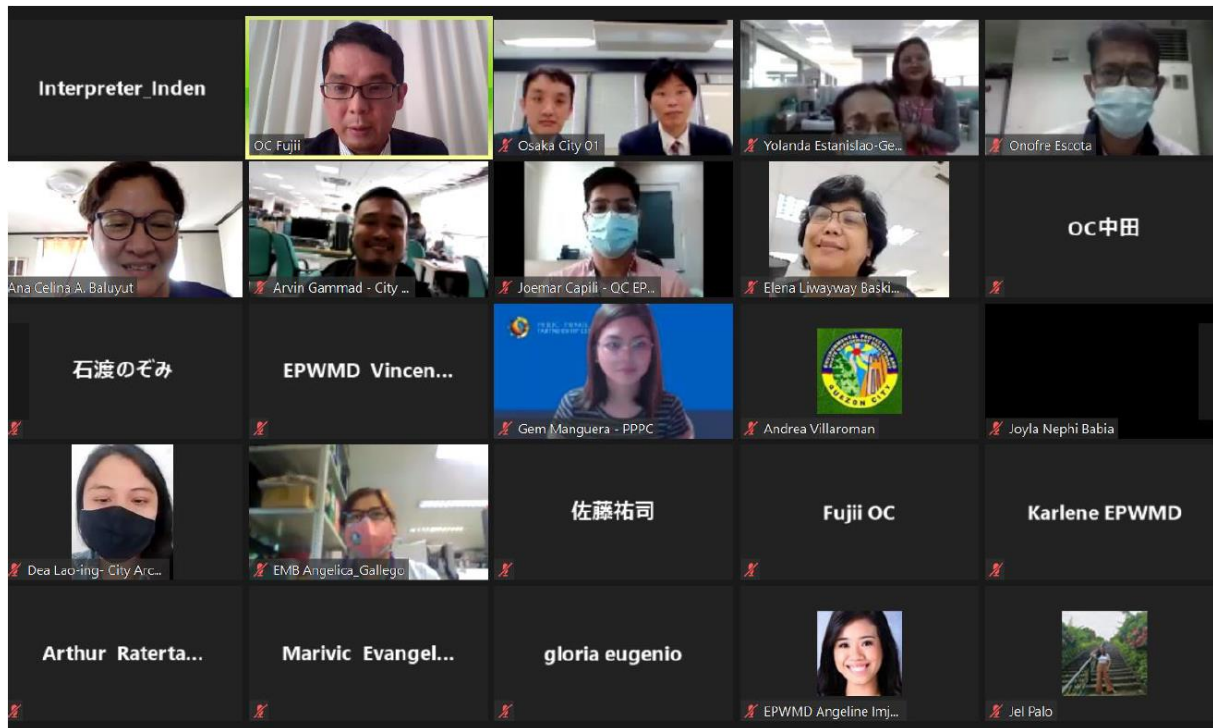 Interpreter_Inden
OC Fujii
Osaka City 01
Yolanda Estanislao-Ge...
Onofre Escota
Ana Celina A. Baluyut
Arvin Gammad - City ...
Joemar Capili - QC EP...
Elena Liwayway Baski...
OC中田
石渡のぞみ
EPWMD Vincen...
Gem Manguera - PPPC
QUEZON CITY
Andrea Villaroman
Joyla Nephi Babia
Dea Lao-ing- City Arc...
EMB Angelica_Gallego
佐藤祐司
Fujii OC
Karlene EPWMD
Arthur Raterta...
Marivic Evangel...
gloria eugenio
EPWMD Angeline Imj...
Jel Palo